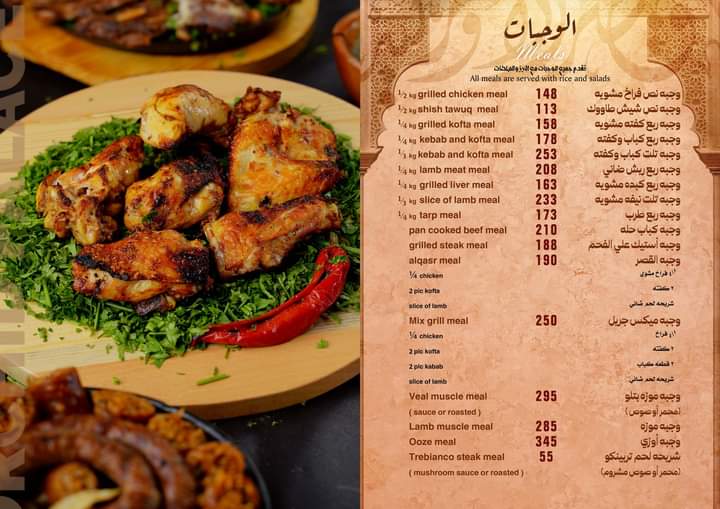 الوجبات
Meals
تقدم جميع الوجبات مع الارز والسلطات
All meals are served with rice and salads
1/2 kg grilled chicken meal 148 وجبه نص فراخ مشويه
1/2 kg shish tawuq meal 113 وجبه نص شيش طاووك
1/4 kg grilled kofta meal 158 وجبه ربع كفته مشويه
1/4 kg kebab and kofta meal 178 وجبه ربع كباب وكفته
1/3 kg kebab and kofta meal 253 وجبه تلت كباب وكفته
1/4 kg lamb meat meal 208 وجبه ربع ريش ضاني
1/4 kg grilled liver meal 163 وجبه ربع كبده مشويه
1/3 kg slice of lamb meal 233 وجبه تلت نيفه مشويه
1/4 kg tarp meal 173 وجبه ربع طرب
pan cooked beef meal 210 وجبه كباب حله
grilled steak meal 188 وجبه أستيك علي الفحم
alqasr meal 190 وجبه القصر
1/4 chicken ١/٤ فراخ مشوى
2 pic kofta ٢ كفته
slice of lamb شريحه لحم شاني
Mix grill meal 250 وجبه ميكس جريل
1/4 chicken ١/٤ فراخ
2 pic kofta ٢ كفته
2 pic kabab ٢ قطعه كباب
slice of lamb شريحه لحم شاني
Veal muscle meal 295 وجبه موزه بتلو
( sauce or roasted ) (محمر أو صوص)
Lamb muscle meal 285 وجبه موزه
Ooze meal 345 وجبه أوزي
Trebianco steak meal 55 شريحه لحم تربينكو
( mushroom sauce or roasted ) (محمر أو صوص مشروم)